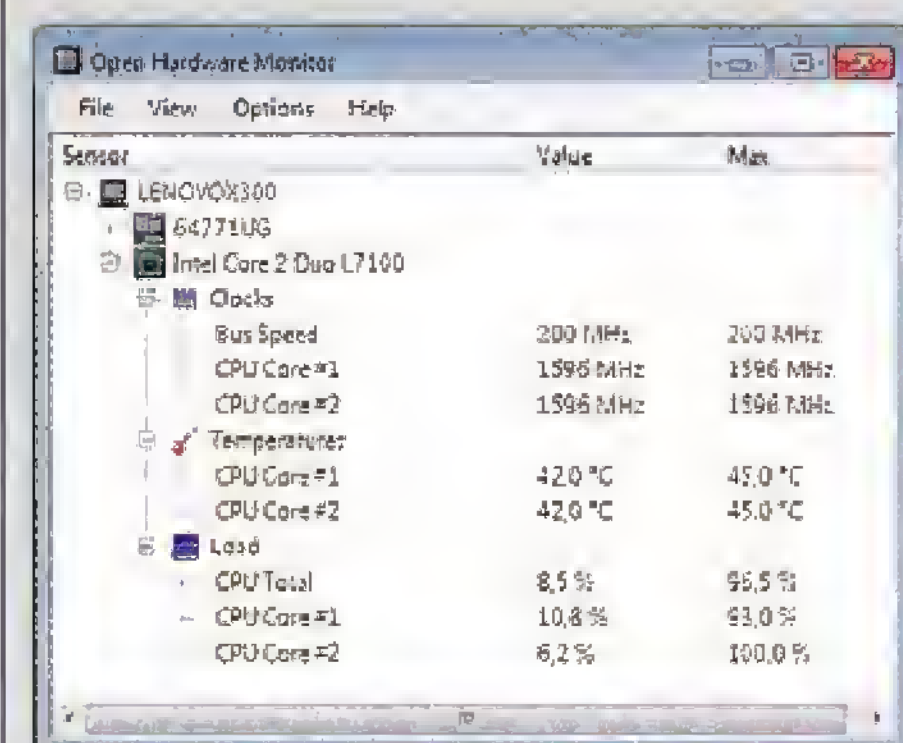 Open Hardware Monitor
File View Options Help
Sensor Value Max
LENOVOX300
64771UG
Intel Core 2 Duo L7100
Clocks
Bus Speed 200 MHz 200 MHz
CPU Core #1 1596 MHz 1596 MHz
CPU Core #2 1596 MHz 1596 MHz
Temperatures
CPU Core #1 42,0 °C 45,0 °C
CPU Core #2 42,0 °C 45,0 °C
Load
CPU Total 8,5 % 96,5 %
CPU Core #1 10,8 % 93,0 %
CPU Core #2 6,2 % 100,0 %